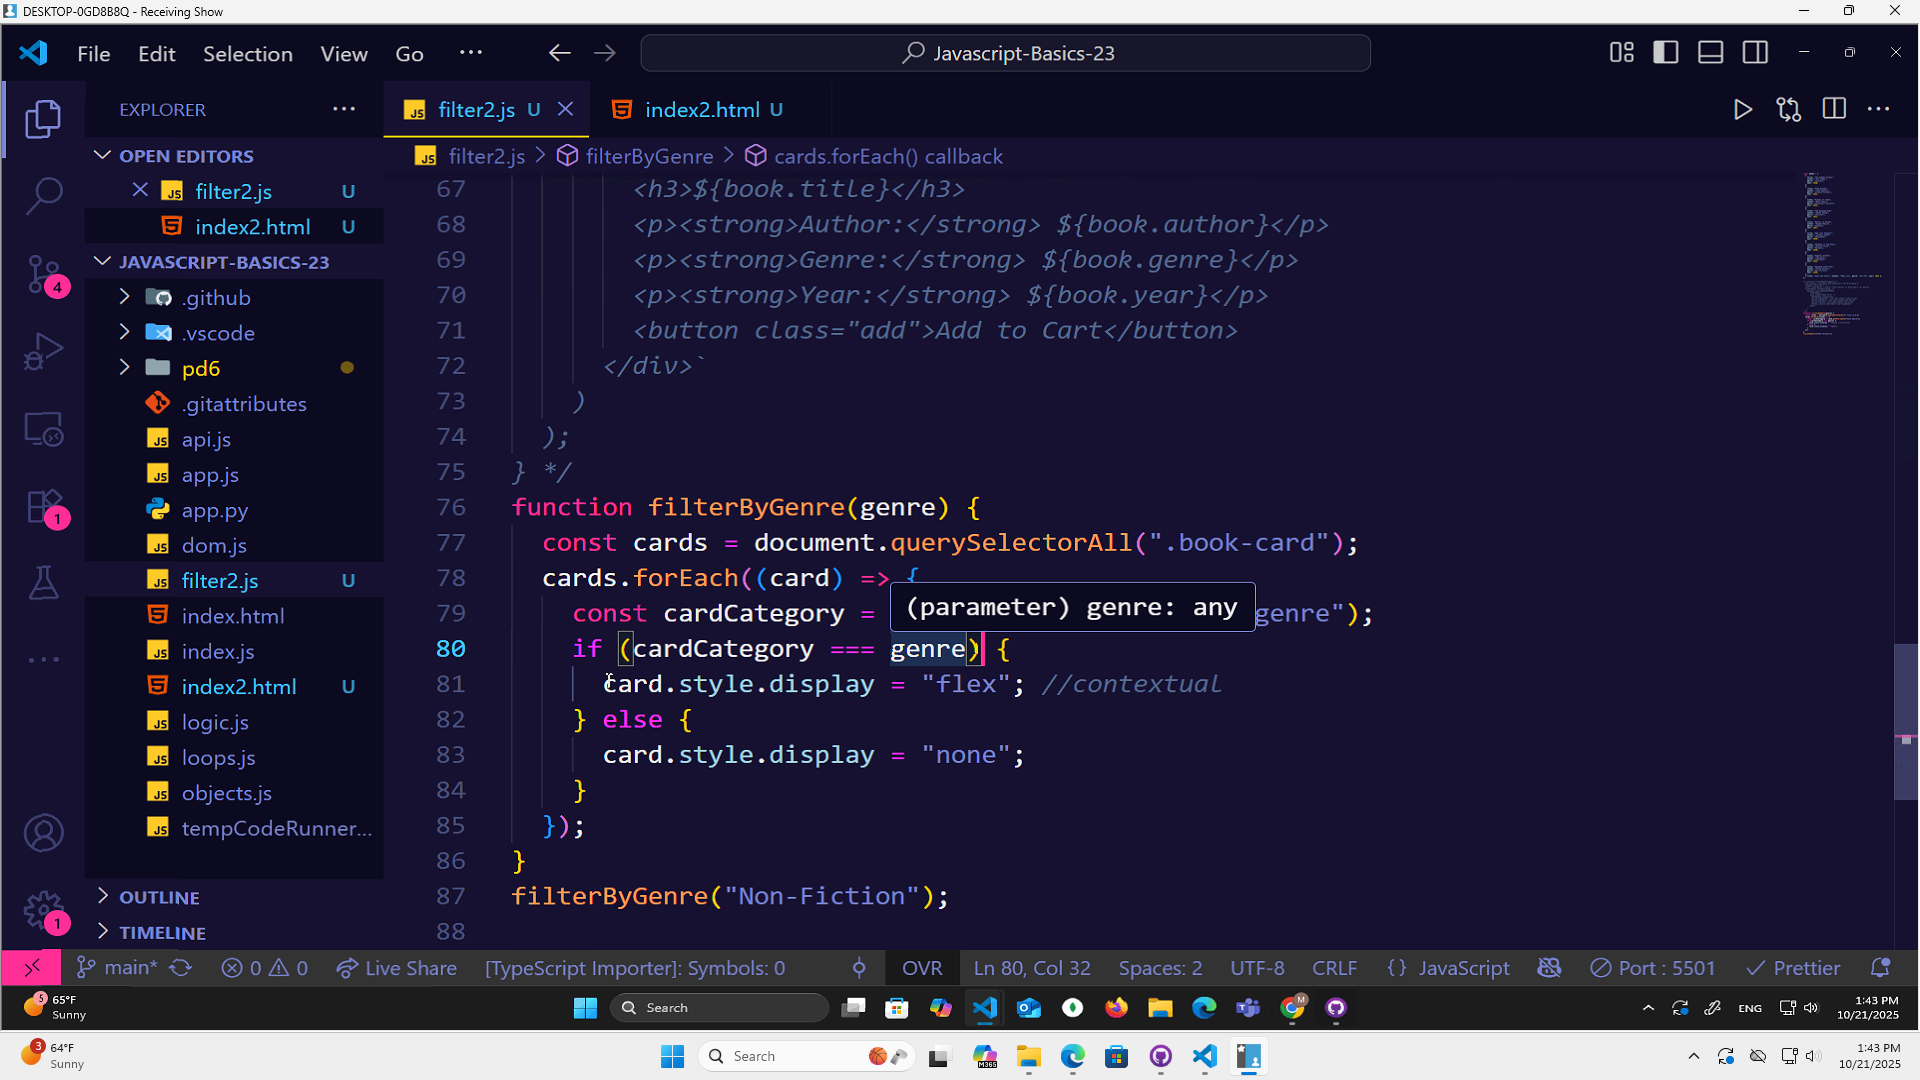 DESKTOP-0GD8B8Q - Receiving Show
File Edit Selection View Go ··· Javascript-Basics-23
EXPLORER ···
filter2.js U
index2.html U
filter2.js > filterByGenre > cards.forEach() callback
OPEN EDITORS
filter2.js U
index2.html U
JAVASCRIPT-BASICS-23
.github
.vscode
pd6
.gitattributes
api.js
app.js
app.py
dom.js
filter2.js U
index.html
index.js
index2.html U
logic.js
loops.js
objects.js
tempCodeRunner...
OUTLINE
TIMELINE
4
1
1
67 <h3>${book.title}</h3>
68 <p><strong>Author:</strong> ${book.author}</p>
69 <p><strong>Genre:</strong> ${book.genre}</p>
70 <p><strong>Year:</strong> ${book.year}</p>
71 <button class="add">Add to Cart</button>
72 </div>`
73 )
74 );
75 } */
76 function filterByGenre(genre) {
77 const cards = document.querySelectorAll(".book-card");
78 cards.forEach((card) => {
(parameter) genre: any
79 const cardCategory = genre");
80 if (cardCategory === genre) {
81 card.style.display = "flex"; //contextual
82 } else {
83 card.style.display = "none";
84 }
85 });
86 }
87 filterByGenre("Non-Fiction");
88
main* 0 0 Live Share [TypeScript Importer]: Symbols: 0 OVR Ln 80, Col 32 Spaces: 2 UTF-8 CRLF {} JavaScript Port : 5501 Prettier
5 65°F
Sunny
Search
M
ENG
1:43 PM
10/21/2025
3 64°F
Sunny
Search
M365
1:43 PM
10/21/2025